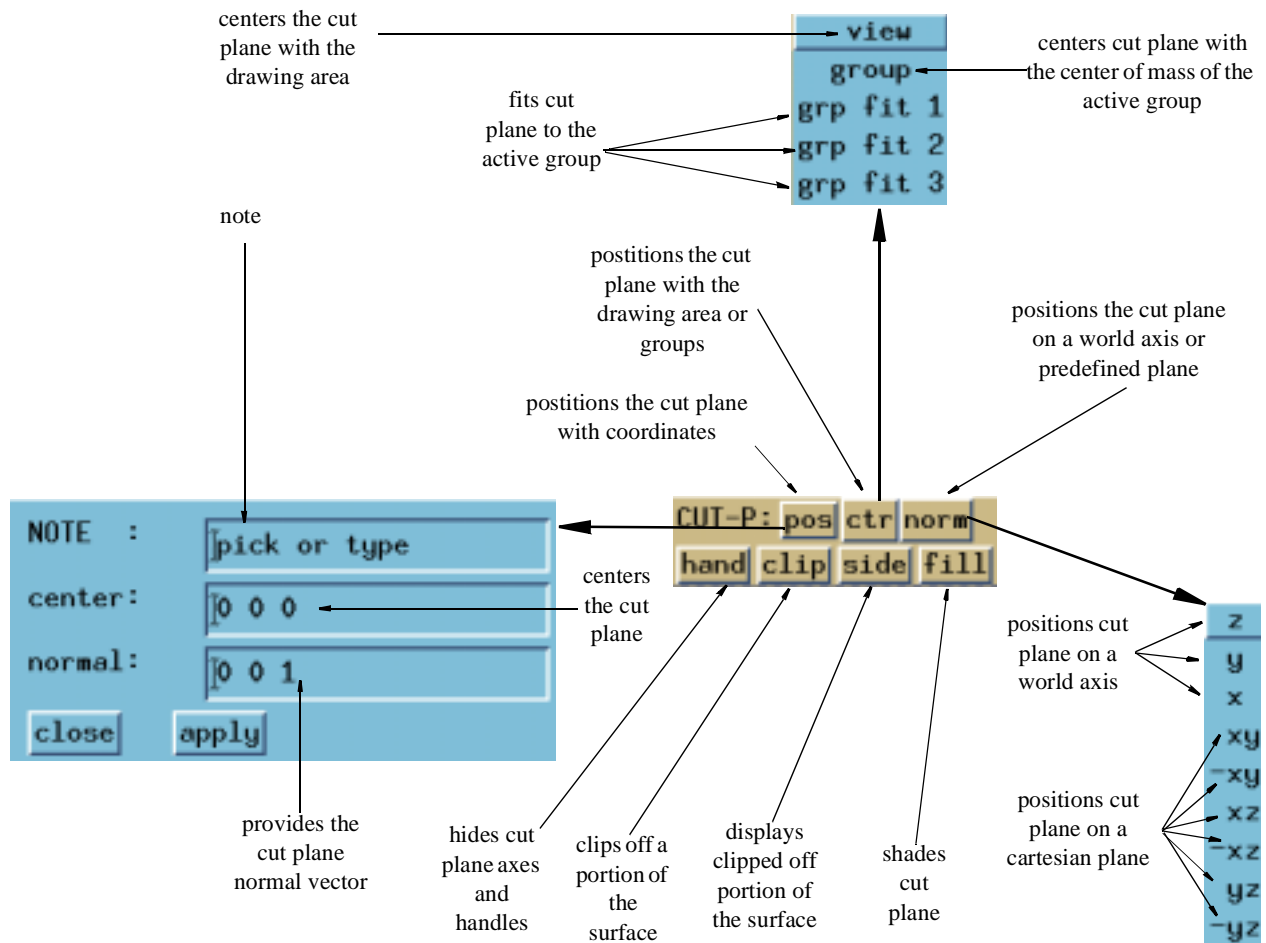 centers the cut
plane with the
drawing area
view
group
grp fit 1
grp fit 2
grp fit 3
centers cut plane with
the center of mass of the
active group
fits cut
plane to the
active group
note
postitions the cut
plane with the
drawing area or
groups
positions the cut plane
on a world axis or
predefined plane
postitions the cut plane
with coordinates
NOTE :
pick or type
center:
0 0 0
normal:
0 0 1
close
apply
centers
the cut
plane
CUT-P: pos ctr norm
hand clip side fill
positions cut
plane on a
world axis
z
y
x
xy
-xy
xz
-xz
yz
-yz
positions cut
plane on a
cartesian plane
provides the
cut plane
normal vector
hides cut
plane axes
and
handles
clips off a
portion of
the
surface
displays
clipped off
portion of
the surface
shades
cut
plane